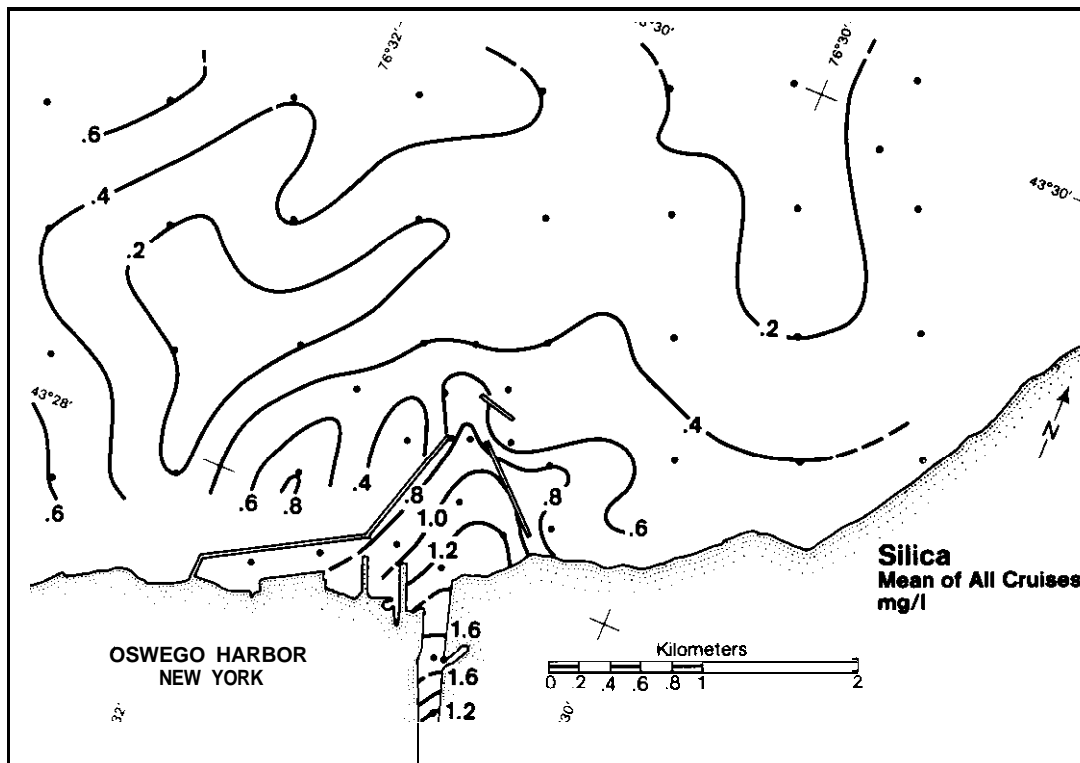 76°32'
76°30'
.6
.4
43°30'
.2
.2
43°28'
.4
.6
.6
.8
.4
.8
1.0
1.2
.8
.6
Silica
Mean of All Cruises
mg/l
N
OSWEGO HARBOR
NEW YORK
1.6
1.6
1.2
Kilometers
0 .2 .4 .6 .8 1 2
32'
30'